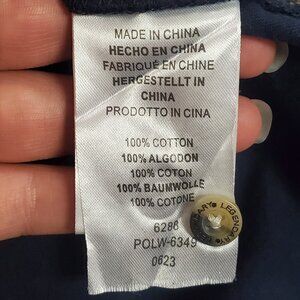 MADE IN CHINA
HECHO EN CHINA
FABRIQUÉ EN CHINE
HERGESTELLT IN
CHINA
PRODOTTO IN CINA
100% COTTON
100% ALGODON
100% COTON
100% BAUMWOLLE
100% COTONE
6286
POLW-6349
0623
LEGENDARY